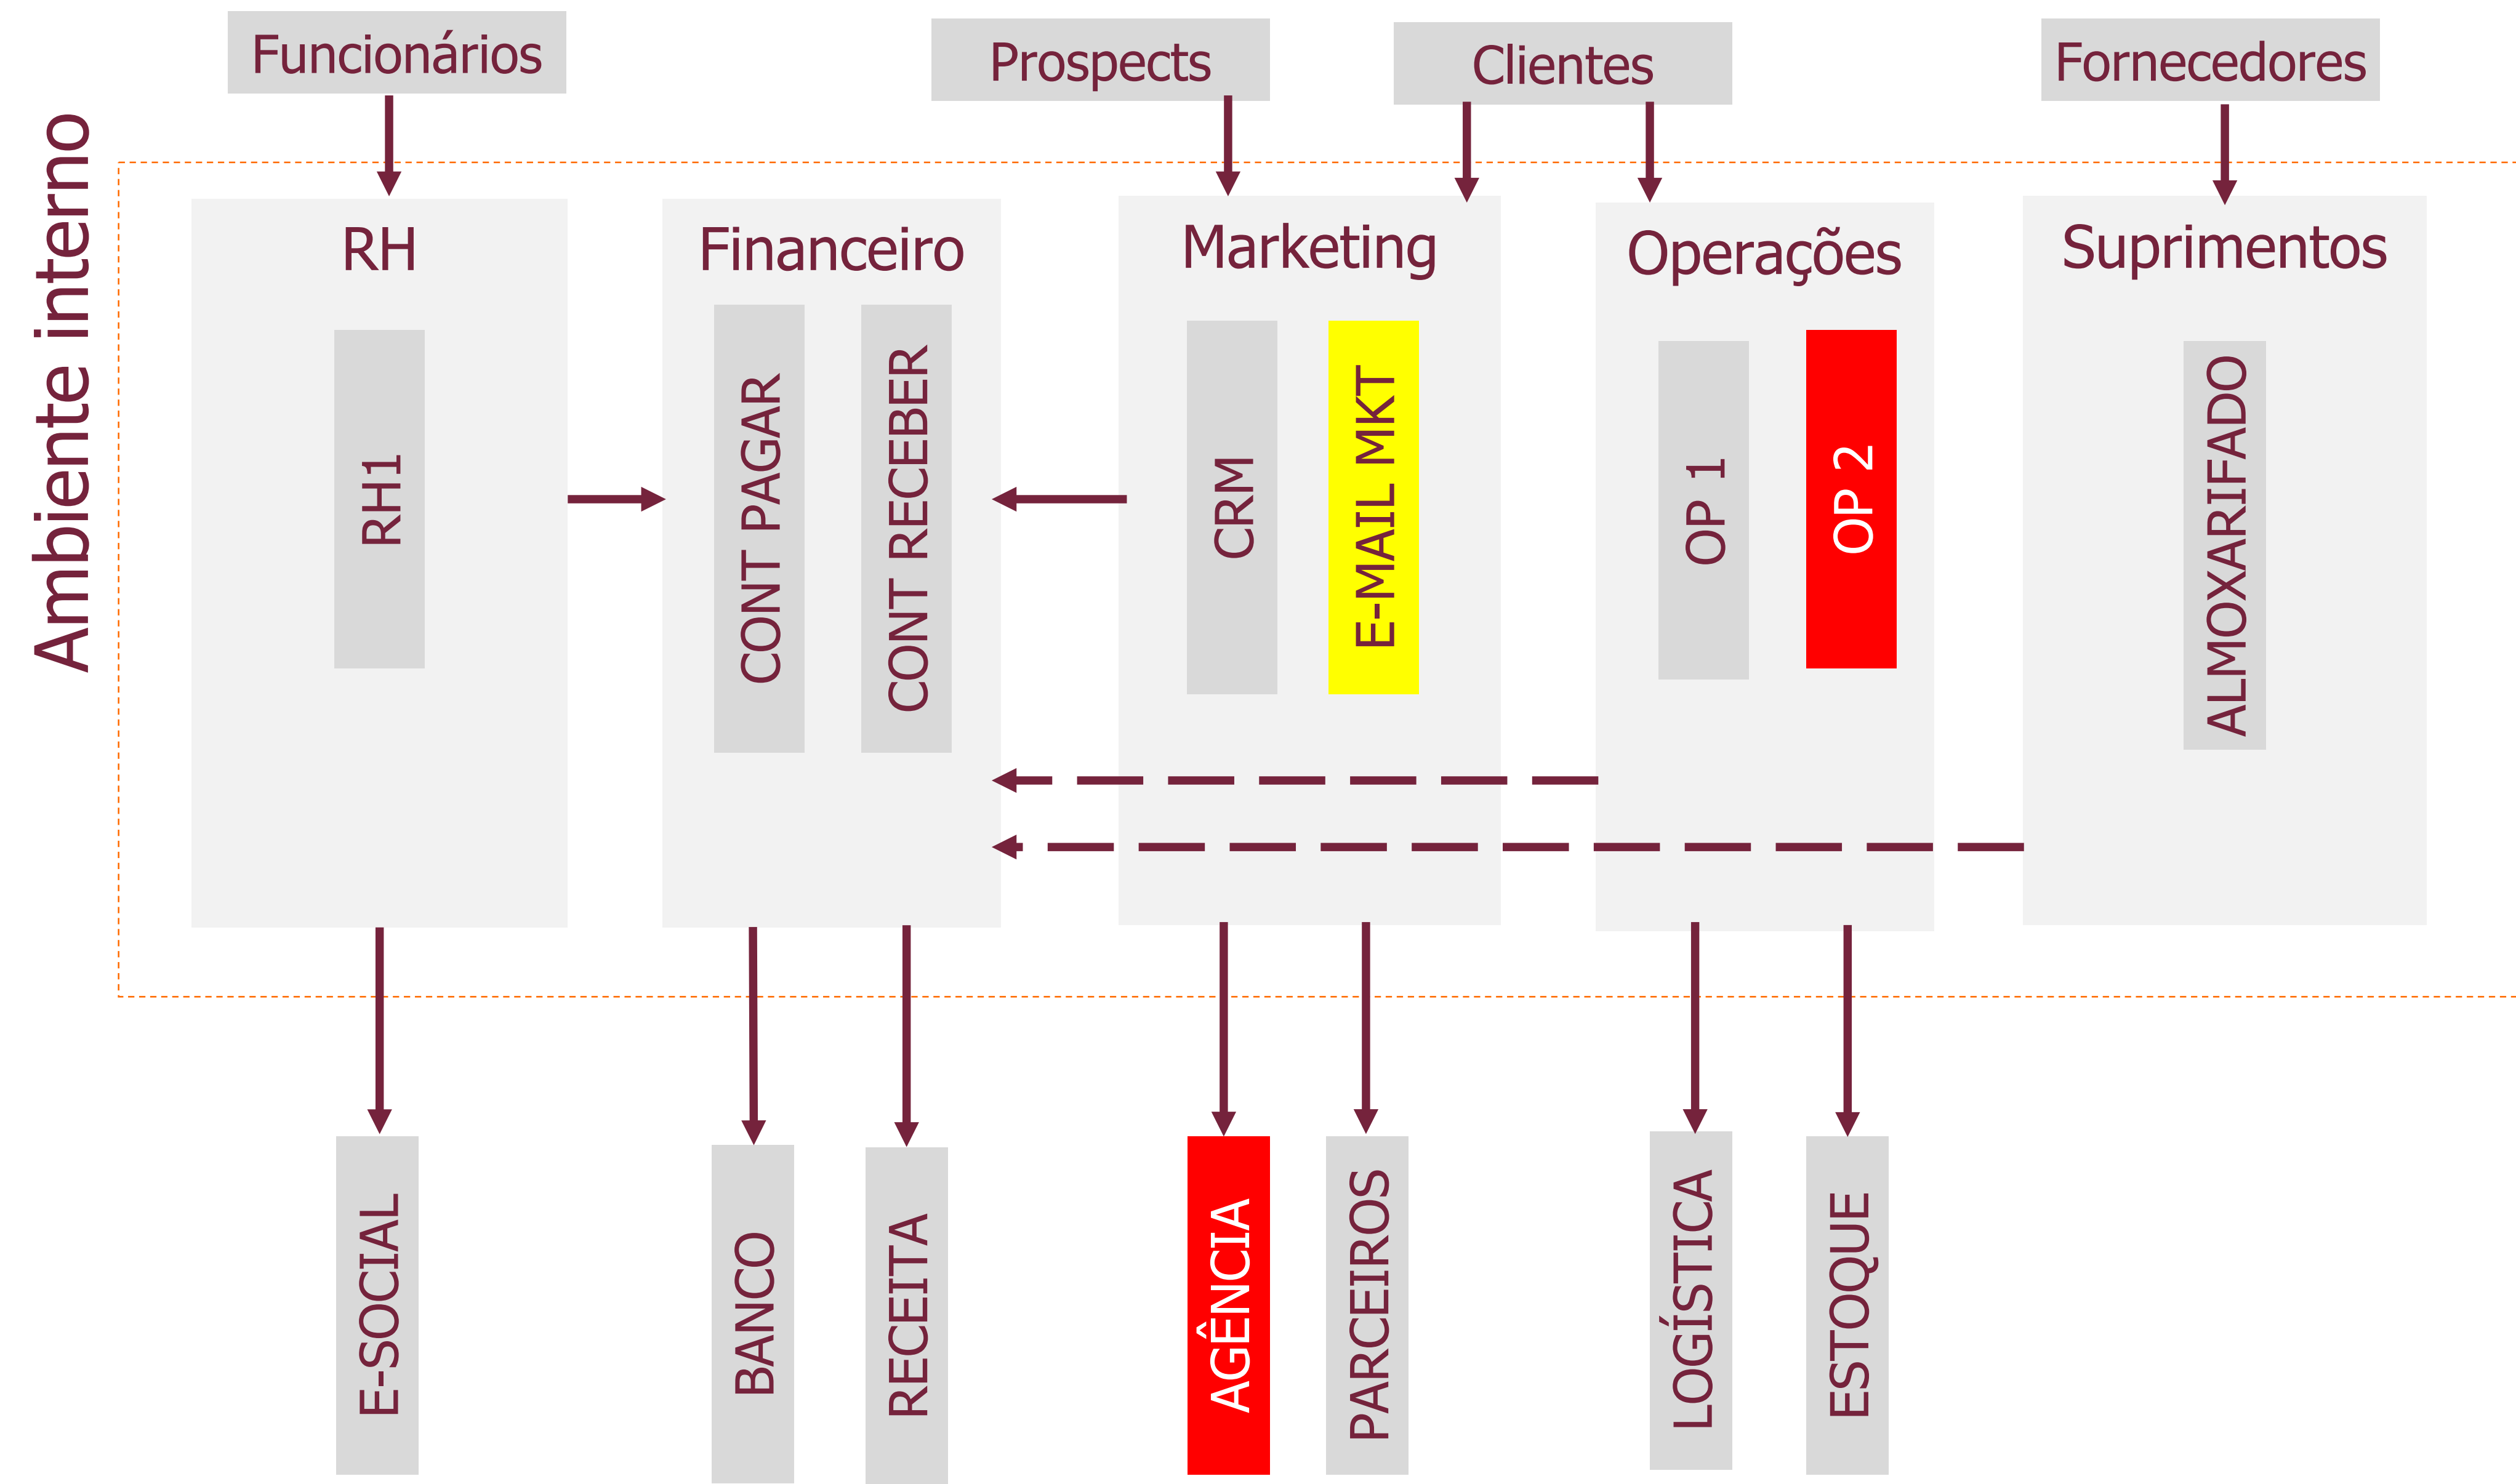 Funcionários
Prospects
Clientes
Fornecedores
Ambiente interno
RH
Financeiro
Marketing
Operações
Suprimentos
RH1
CONT PAGAR
CONT RECEBER
CRM
E-MAIL MKT
OP 1
OP 2
ALMOXARIFADO
E-SOCIAL
BANCO
RECEITA
AGÊNCIA
PARCEIROS
LOGÍSTICA
ESTOQUE